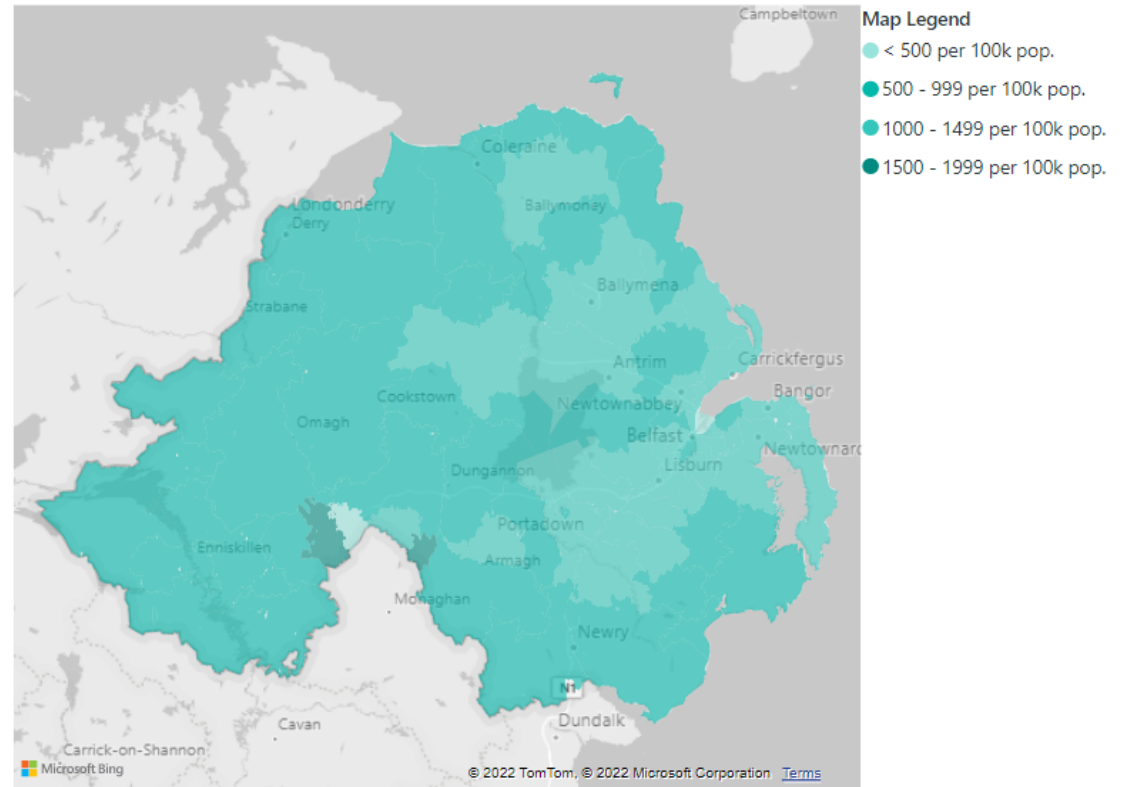 Campbeltown
Map Legend
< 500 per 100k pop.
500 - 999 per 100k pop.
1000 - 1499 per 100k pop.
1500 - 1999 per 100k pop.
Coleraine
Londonderry
Derry
Ballymoney
Ballymena
Strabane
Antrim
Carrickfergus
Bangor
Cookstown
Newtownabbey
Omagh
Belfast
Newtownard
Lisburn
Dungannon
Portadown
Enniskillen
Armagh
Monaghan
Newry
N1
Dundalk
Cavan
Carrick-on-Shannon
Microsoft Bing
© 2022 TomTom, © 2022 Microsoft Corporation Terms